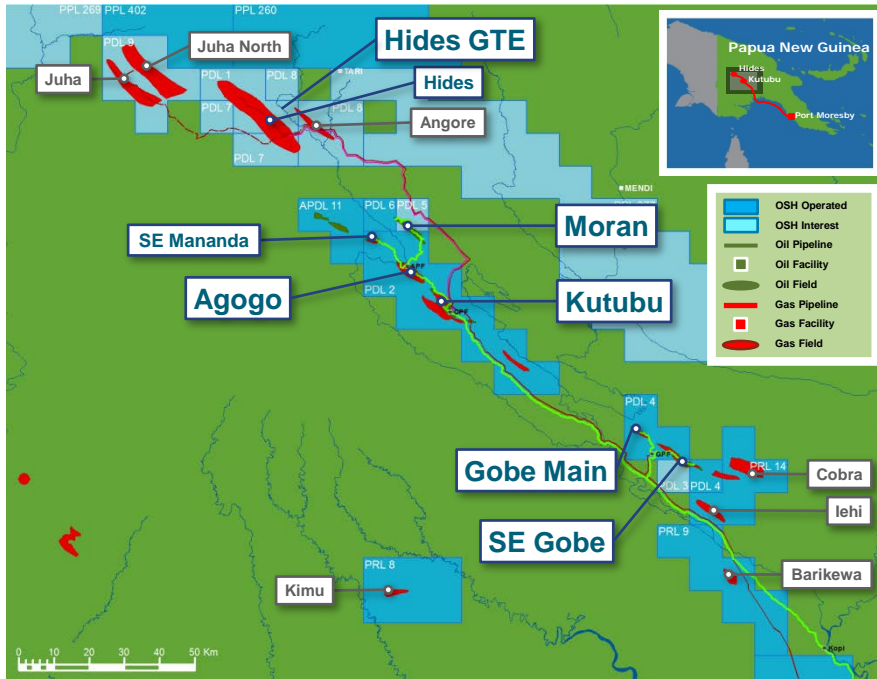 PPL 269
PPL 402
PPL 260
PDL 9
Juha North
Hides GTE
Juha
PDL 1
PDL 8
TARI
Hides
PDL 7
PDL 8
Angore
PDL 7
Papua New Guinea
Hides
Kutubu
Port Moresby
MENDI
APDL 11
PDL 6
PDL 5
Moran
SE Mananda
APF
Agogo
PDL 2
Kutubu
CPF
OSH Operated
OSH Interest
Oil Pipeline
Oil Facility
Oil Field
Gas Pipeline
Gas Facility
Gas Field
PDL 4
Gobe Main
GPF
PRL 14
PDL 3
PDL 4
Cobra
SE Gobe
Iehi
PRL 9
PRL 8
Kimu
Barikewa
Kopi
0 10 20 30 40 50 Km